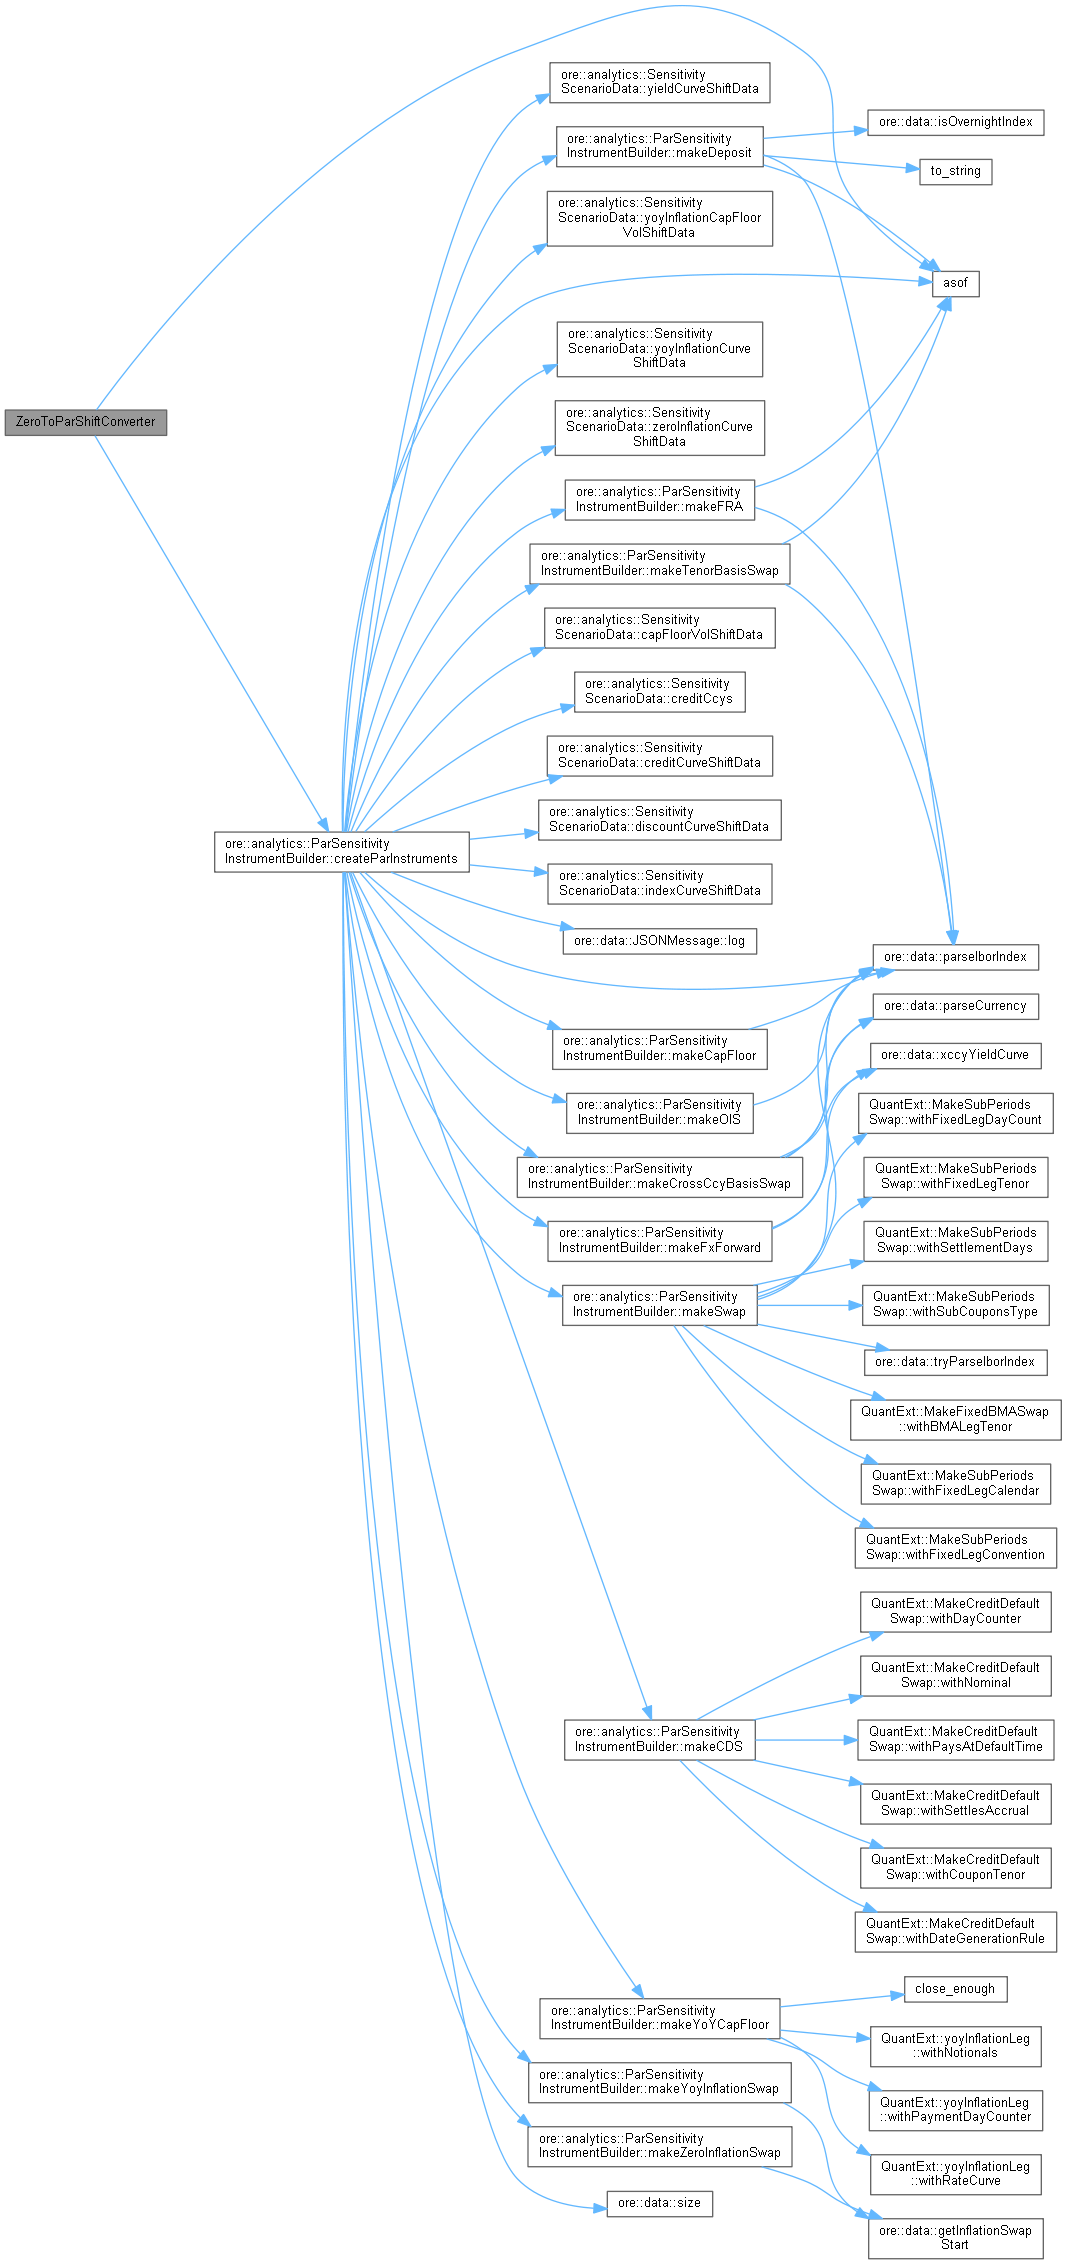 ore::analytics::Sensitivity
ScenarioData::yieldCurveShiftData
ore::data::isOvernightIndex
ore::analytics::ParSensitivity
InstrumentBuilder::makeDeposit
to_string
ore::analytics::Sensitivity
ScenarioData::yoyInflationCapFloor
VolShiftData
asof
ore::analytics::Sensitivity
ScenarioData::yoyInflationCurve
ShiftData
ZeroToParShiftConverter
ore::analytics::Sensitivity
ScenarioData::zeroInflationCurve
ShiftData
ore::analytics::ParSensitivity
InstrumentBuilder::makeFRA
ore::analytics::ParSensitivity
InstrumentBuilder::makeTenorBasisSwap
ore::analytics::Sensitivity
ScenarioData::capFloorVolShiftData
ore::analytics::Sensitivity
ScenarioData::creditCcys
ore::analytics::Sensitivity
ScenarioData::creditCurveShiftData
ore::analytics::Sensitivity
ScenarioData::discountCurveShiftData
ore::analytics::ParSensitivity
InstrumentBuilder::createParInstruments
ore::analytics::Sensitivity
ScenarioData::indexCurveShiftData
ore::data::JSONMessage::log
ore::data::parseIborIndex
ore::data::parseCurrency
ore::analytics::ParSensitivity
InstrumentBuilder::makeCapFloor
ore::data::xccyYieldCurve
ore::analytics::ParSensitivity
InstrumentBuilder::makeOIS
QuantExt::MakeSubPeriods
Swap::withFixedLegDayCount
ore::analytics::ParSensitivity
InstrumentBuilder::makeCrossCcyBasisSwap
QuantExt::MakeSubPeriods
Swap::withFixedLegTenor
ore::analytics::ParSensitivity
InstrumentBuilder::makeFxForward
QuantExt::MakeSubPeriods
Swap::withSettlementDays
ore::analytics::ParSensitivity
InstrumentBuilder::makeSwap
QuantExt::MakeSubPeriods
Swap::withSubCouponsType
ore::data::tryParseIborIndex
QuantExt::MakeFixedBMASwap
::withBMALegTenor
QuantExt::MakeSubPeriods
Swap::withFixedLegCalendar
QuantExt::MakeSubPeriods
Swap::withFixedLegConvention
QuantExt::MakeCreditDefault
Swap::withDayCounter
QuantExt::MakeCreditDefault
Swap::withNominal
ore::analytics::ParSensitivity
InstrumentBuilder::makeCDS
QuantExt::MakeCreditDefault
Swap::withPaysAtDefaultTime
QuantExt::MakeCreditDefault
Swap::withSettlesAccrual
QuantExt::MakeCreditDefault
Swap::withCouponTenor
QuantExt::MakeCreditDefault
Swap::withDateGenerationRule
close_enough
ore::analytics::ParSensitivity
InstrumentBuilder::makeYoYCapFloor
QuantExt::yoyInflationLeg
::withNotionals
ore::analytics::ParSensitivity
InstrumentBuilder::makeYoyInflationSwap
QuantExt::yoyInflationLeg
::withPaymentDayCounter
ore::analytics::ParSensitivity
InstrumentBuilder::makeZeroInflationSwap
QuantExt::yoyInflationLeg
::withRateCurve
ore::data::size
ore::data::getInflationSwap
Start